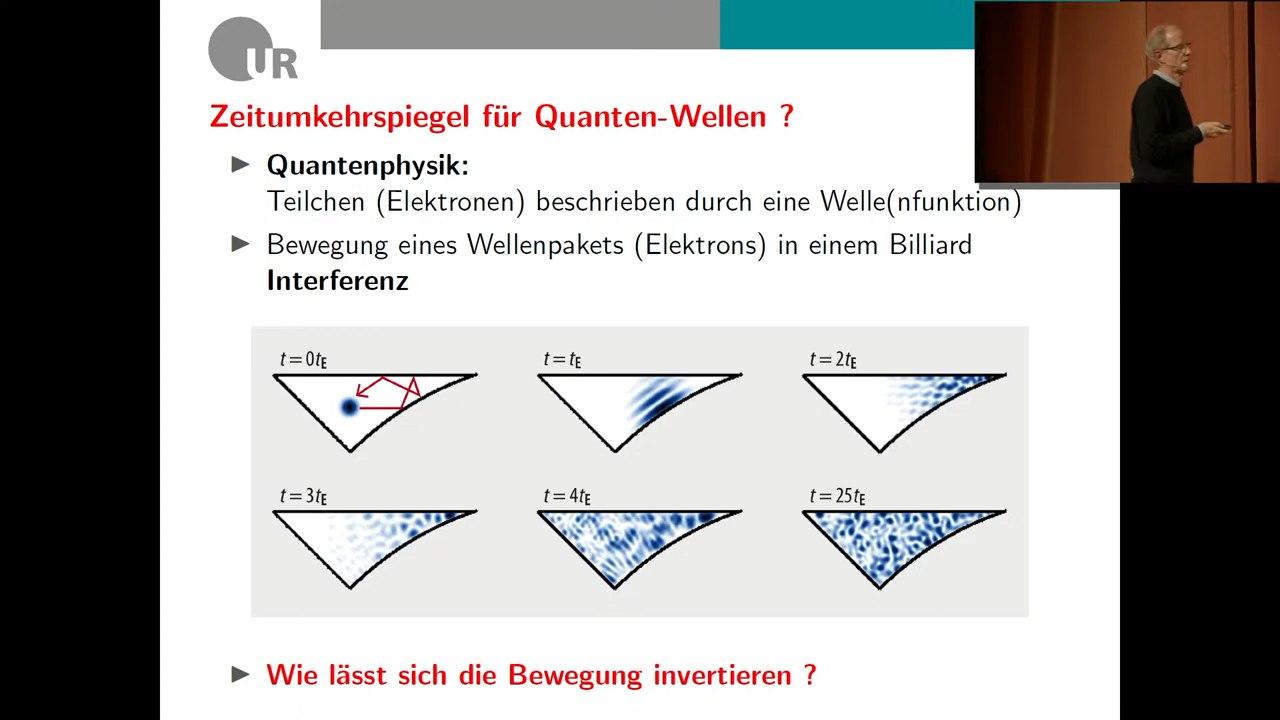 UR
Zeitumkehrspiegel für Quanten-Wellen ?
Quantenphysik:
Teilchen (Elektronen) beschrieben durch eine Welle(nfunktion)
Bewegung eines Wellenpakets (Elektrons) in einem Billiard
Interferenz
t = 0tE
t = tE
t = 2tE
t = 3tE
t = 4tE
t = 25tE
Wie lässt sich die Bewegung invertieren ?